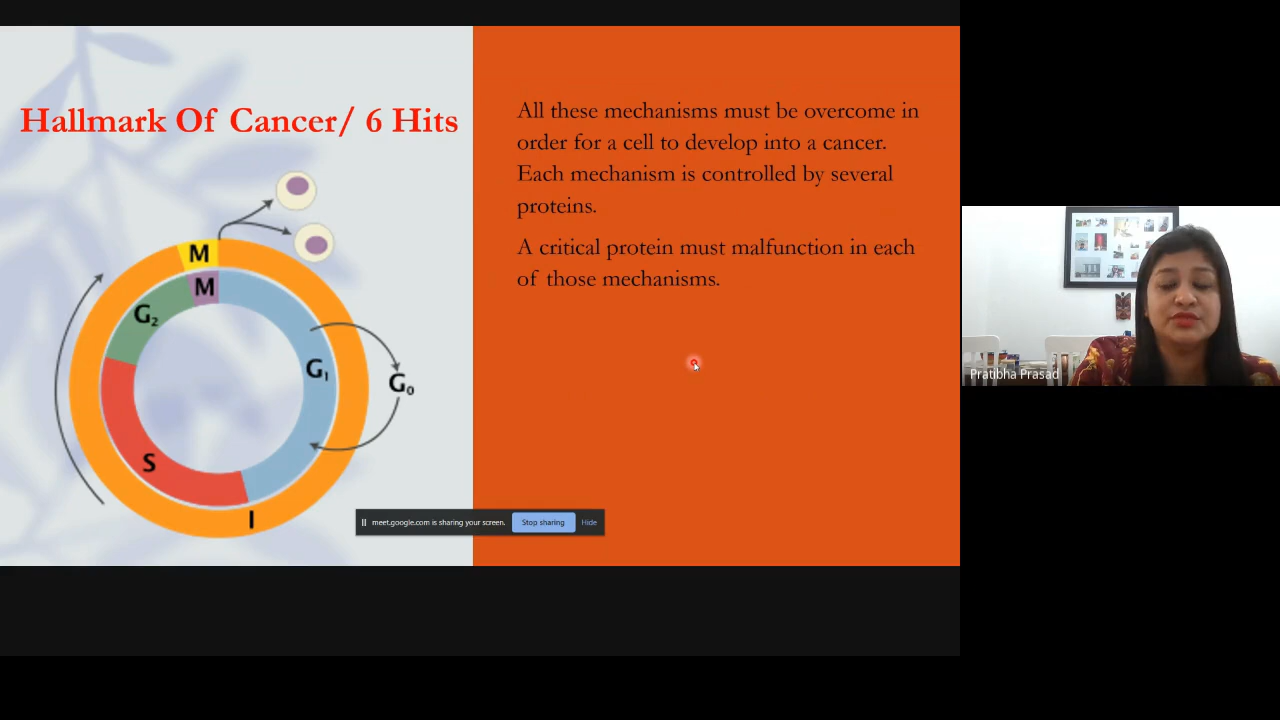 Hallmark Of Cancer/ 6 Hits
All these mechanisms must be overcome in
order for a cell to develop into a cancer.
Each mechanism is controlled by several
proteins.
A critical protein must malfunction in each
of those mechanisms.
M
M
G₂
G₁
G₀
S
I
meet.google.com is sharing your screen.
Stop sharing
Hide
Pratibha Prasad